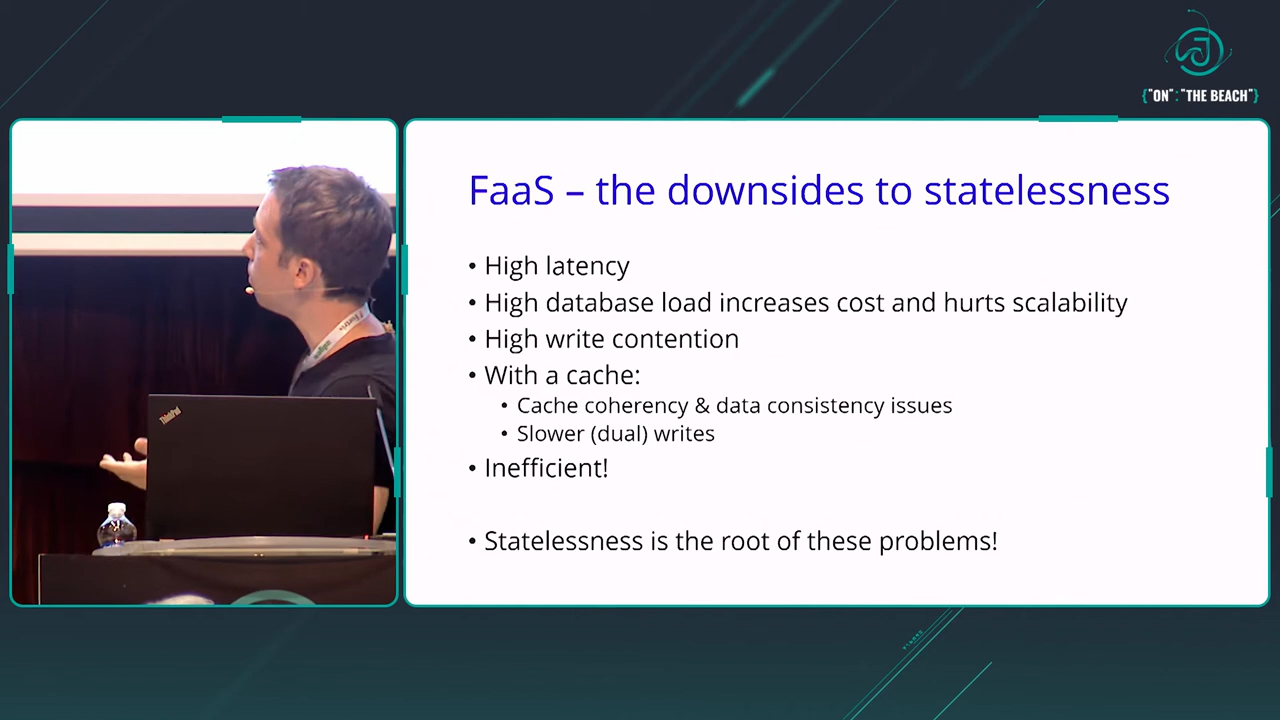 {"ON":"THE BEACH"}
FaaS – the downsides to statelessness
• High latency
• High database load increases cost and hurts scalability
• High write contention
• With a cache:
• Cache coherency & data consistency issues
• Slower (dual) writes
• Inefficient!
• Statelessness is the root of these problems!
ThinkPad